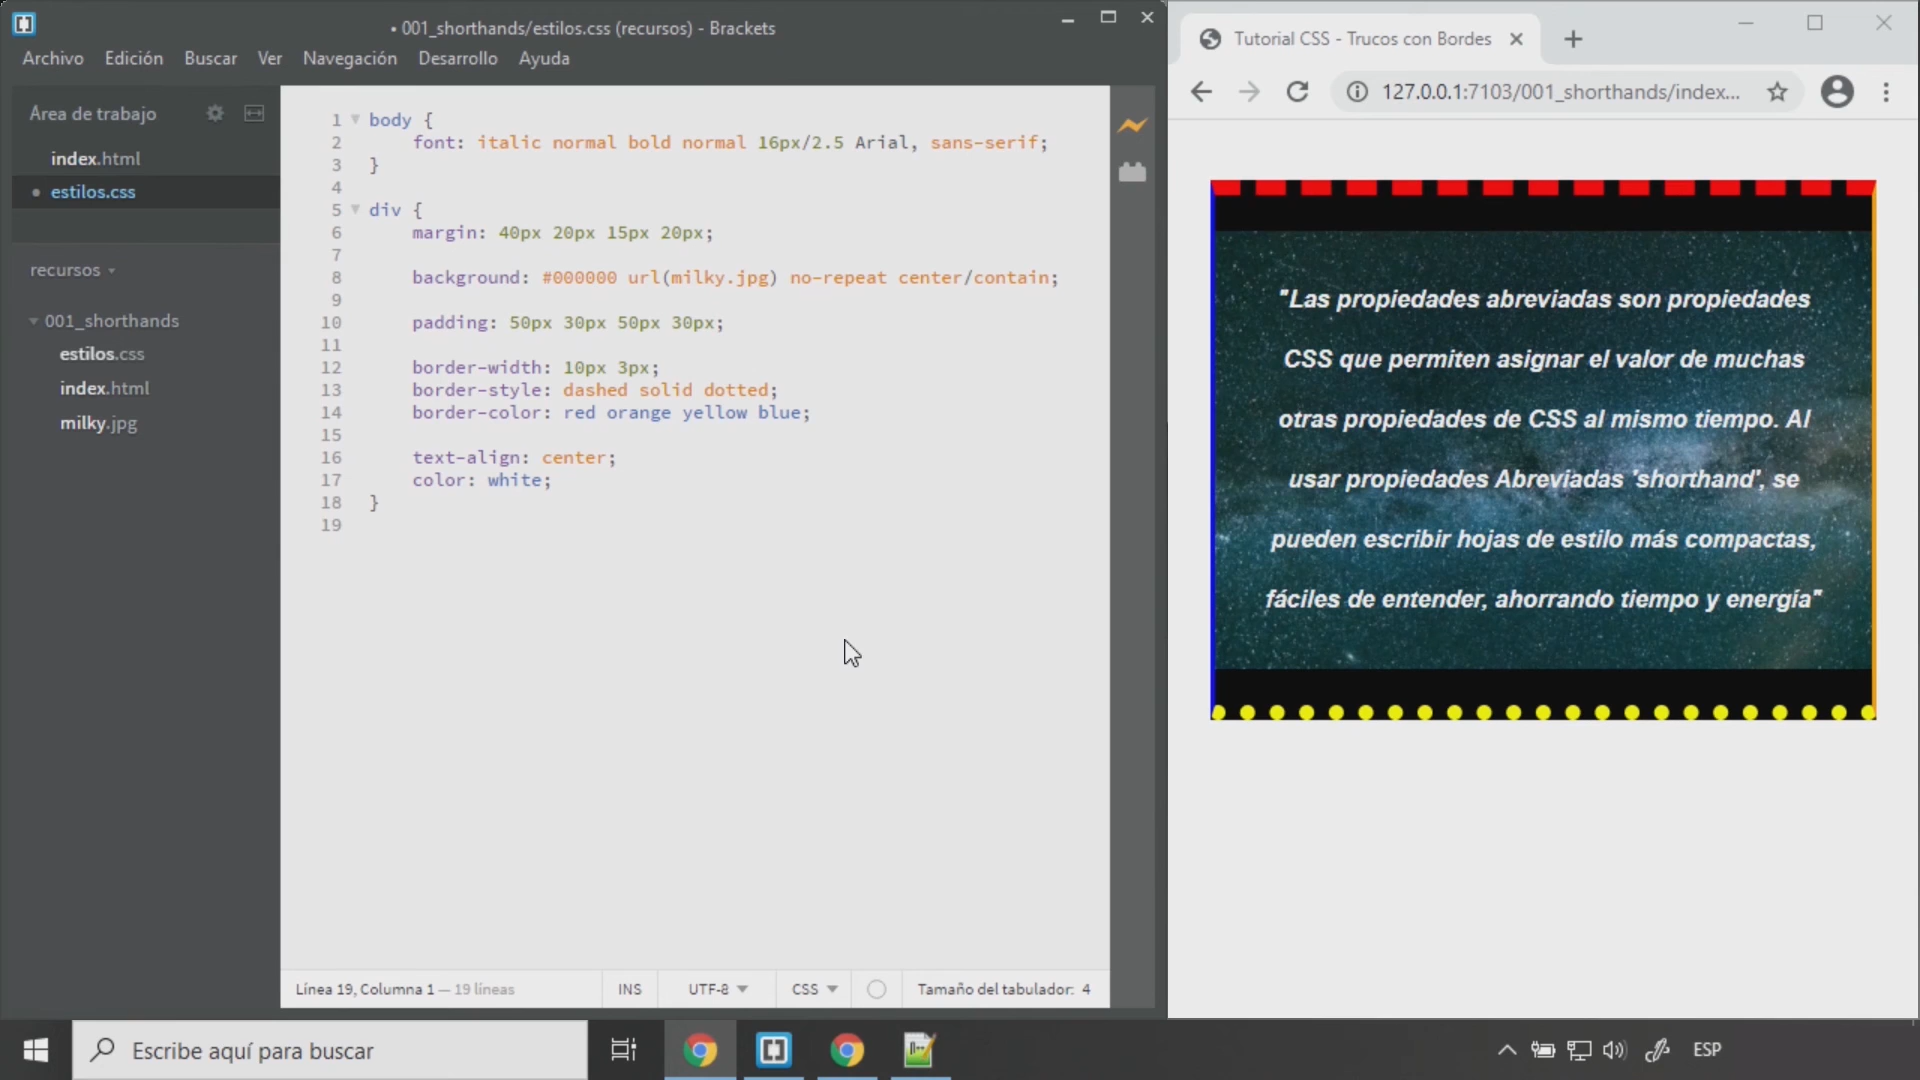 • 001_shorthands/estilos.css (recursos) - Brackets
Archivo Edición Buscar Ver Navegación Desarrollo Ayuda
Área de trabajo
index.html
• estilos.css
recursos
001_shorthands
estilos.css
index.html
milky.jpg
1 body {
2 font: italic normal bold normal 16px/2.5 Arial, sans-serif;
3 }
4
5 div {
6 margin: 40px 20px 15px 20px;
7
8 background: #000000 url(milky.jpg) no-repeat center/contain;
9
10 padding: 50px 30px 50px 30px;
11
12 border-width: 10px 3px;
13 border-style: dashed solid dotted;
14 border-color: red orange yellow blue;
15
16 text-align: center;
17 color: white;
18 }
19
Línea 19, Columna 1 — 19 líneas INS UTF-8 CSS Tamaño del tabulador: 4
Tutorial CSS - Trucos con Bordes
127.0.0.1:7103/001_shorthands/index...
"Las propiedades abreviadas son propiedades
CSS que permiten asignar el valor de muchas
otras propiedades de CSS al mismo tiempo. Al
usar propiedades Abreviadas 'shorthand', se
pueden escribir hojas de estilo más compactas,
fáciles de entender, ahorrando tiempo y energía"
Escribe aquí para buscar
ESP